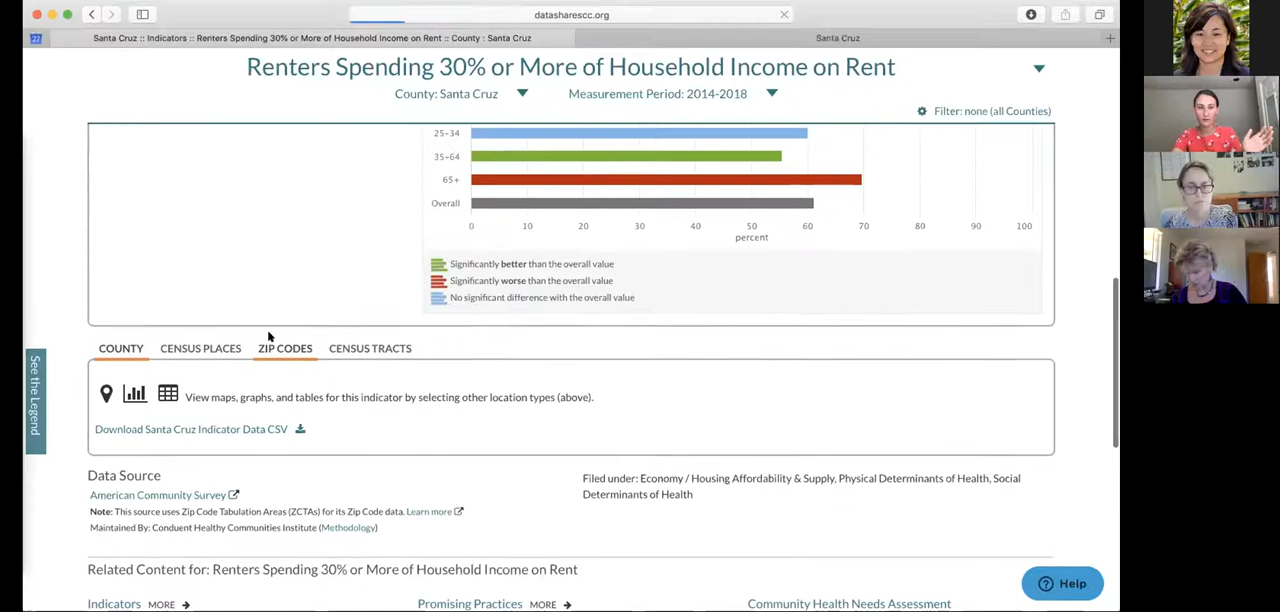 datasharescc.org
27
Santa Cruz :: Indicators :: Renters Spending 30% or More of Household Income on Rent :: County : Santa Cruz
Santa Cruz
Renters Spending 30% or More of Household Income on Rent
County: Santa Cruz
Measurement Period: 2014-2018
Filter: none (all Counties)
25-34
35-64
65+
Overall
0 10 20 30 40 50 60 70 80 90 100
percent
Significantly better than the overall value
Significantly worse than the overall value
No significant difference with the overall value
COUNTY CENSUS PLACES ZIP CODES CENSUS TRACTS
See the Legend
View maps, graphs, and tables for this indicator by selecting other location types (above).
Download Santa Cruz Indicator Data CSV
Data Source
American Community Survey
Note: This source uses Zip Code Tabulation Areas (ZCTAs) for its Zip Code data. Learn more
Maintained By: Conduent Healthy Communities Institute (Methodology)
Filed under: Economy / Housing Affordability & Supply, Physical Determinants of Health, Social
Determinants of Health
Related Content for: Renters Spending 30% or More of Household Income on Rent
Indicators MORE
Promising Practices MORE
Community Health Needs Assessment
Help